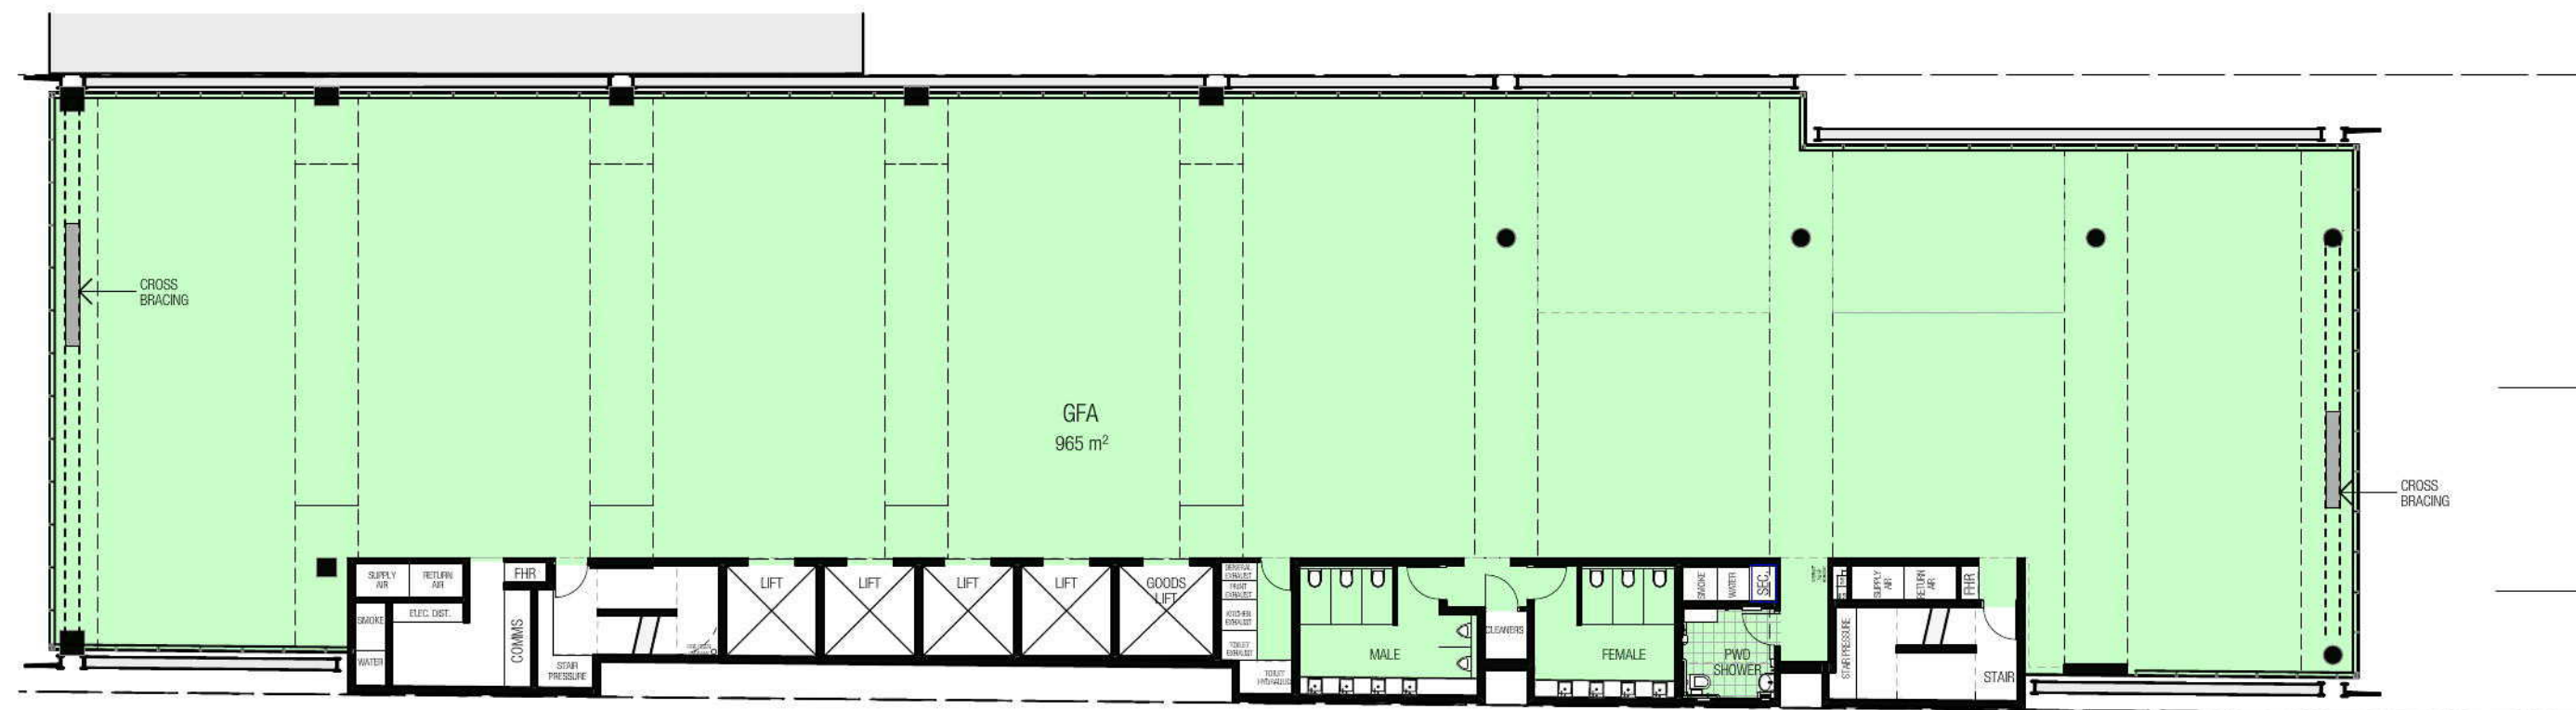 CROSS
BRACING
GFA
965 m²
CROSS
BRACING
SUPPLY
AIR
RETURN
AIR
FHR
SMOKE
ELEC. DIST.
WATER
COMMS
STAIR
PRESSURE
LIFT
LIFT
LIFT
LIFT
GOODS
LIFT
GENERAL
EXHAUST
KITCHEN
EXHAUST
TOILET
EXHAUST
TOILET
HYDRAULIC
MALE
CLEANERS
FEMALE
SMOKE
WATER
SEC.
PWD
SHOWER
SUPPLY
AIR
RETURN
AIR
FHR
STAIR PRESSURE
STAIR